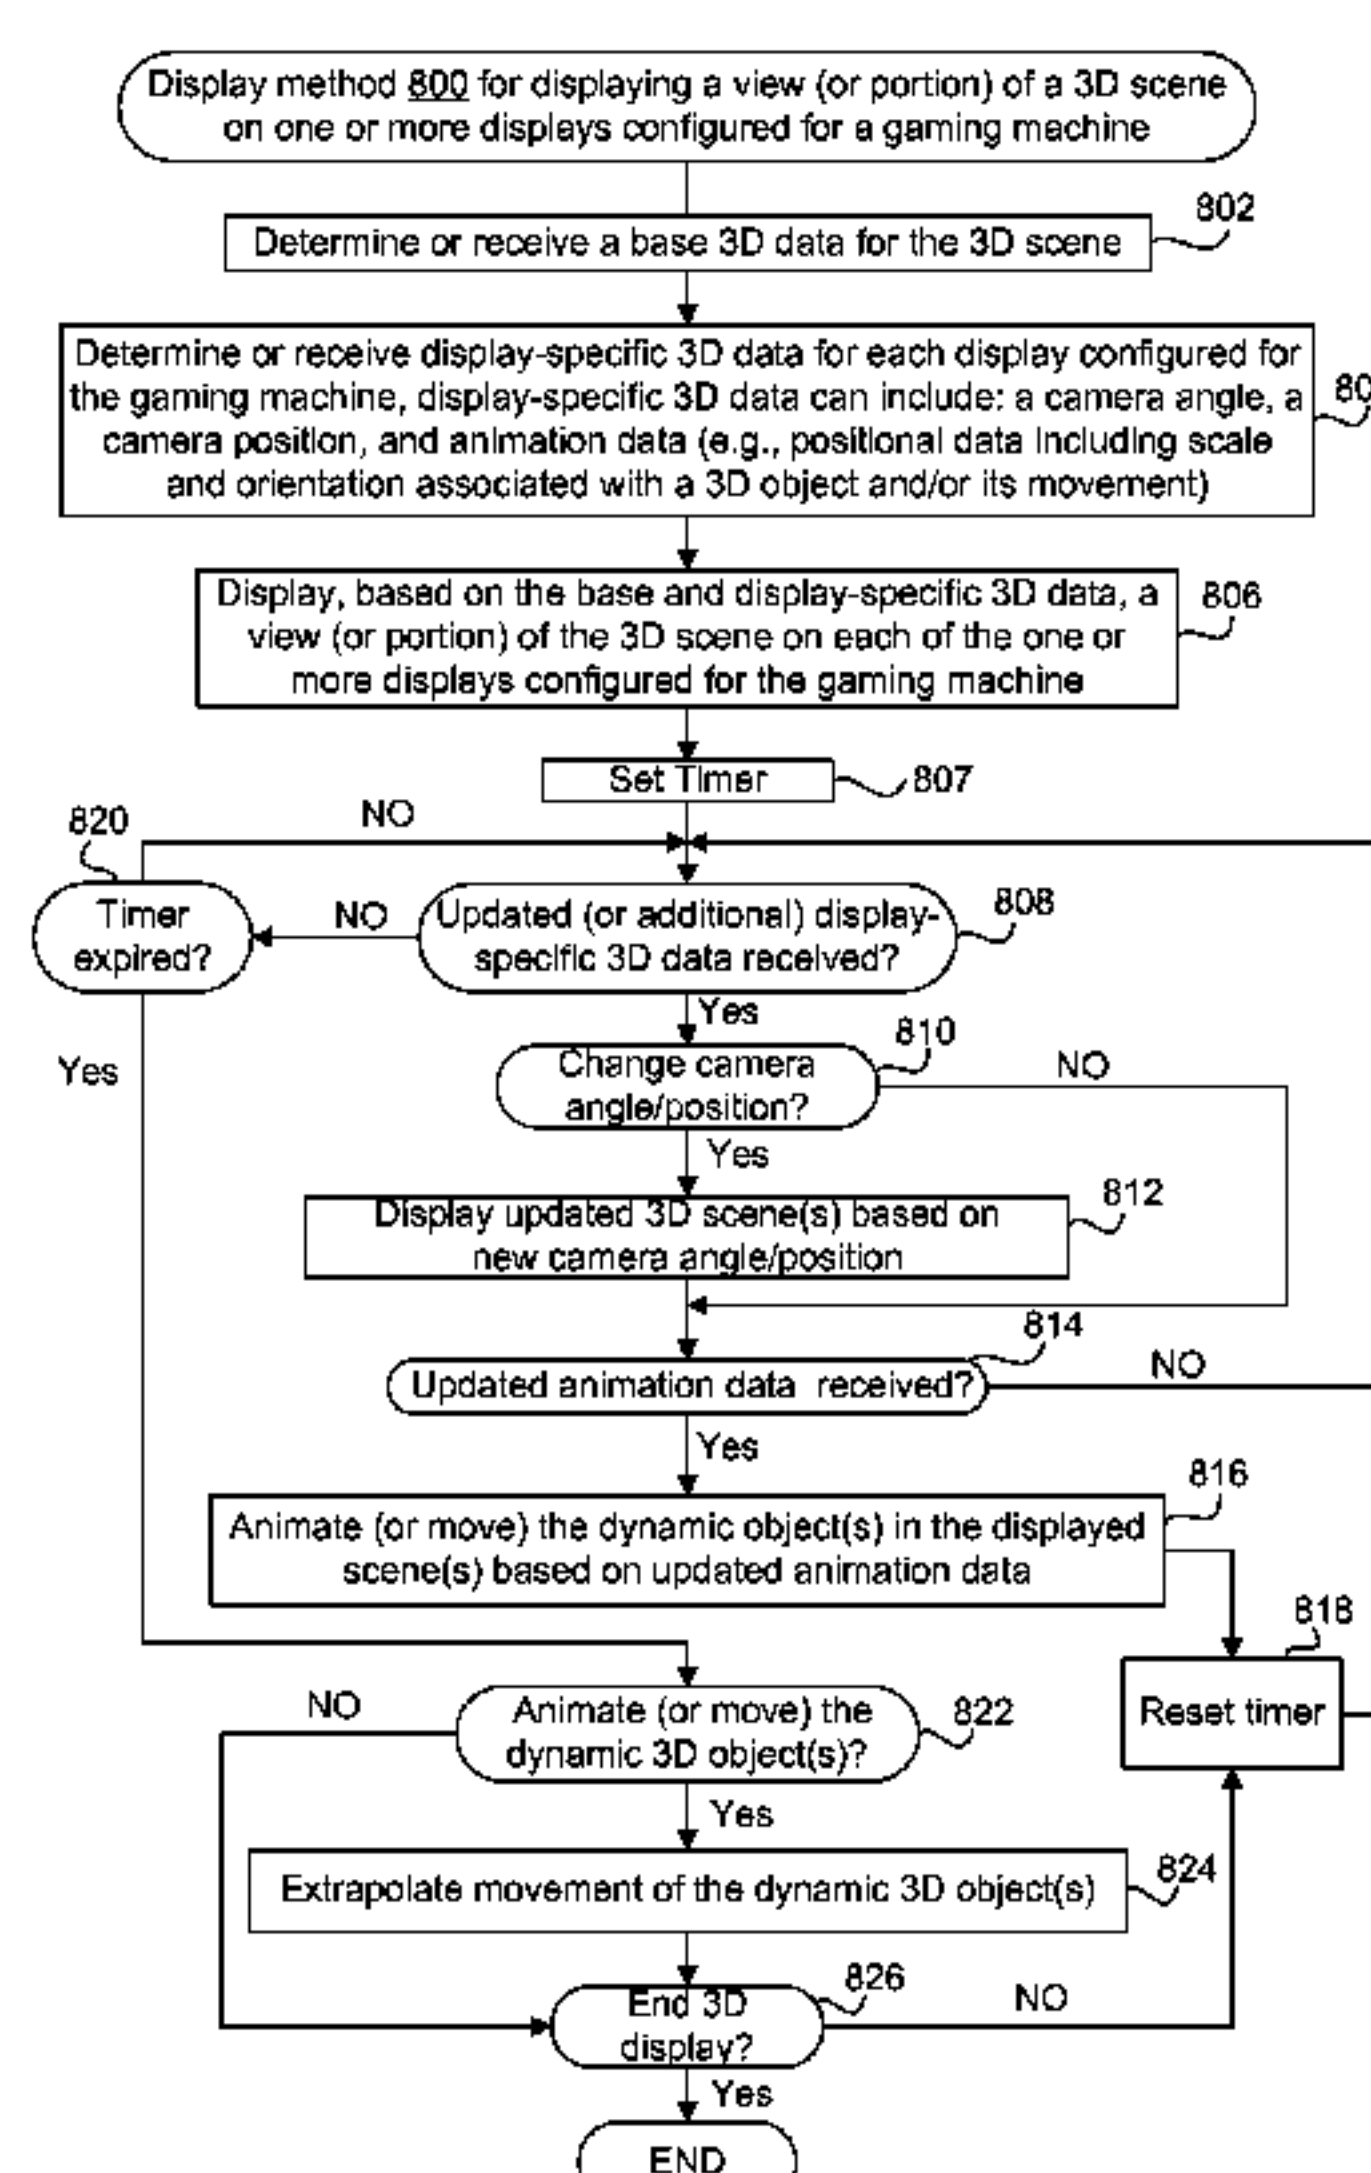 Display method 800 for displaying a view (or portion) of a 3D scene
on one or more displays configured for a gaming machine
802
Determine or receive a base 3D data for the 3D scene
Determine or receive display-specific 3D data for each display configured for
the gaming machine, display-specific 3D data can include: a camera angle, a
camera position, and animation data (e.g., positional data including scale
and orientation associated with a 3D object and/or its movement)
80
Display, based on the base and display-specific 3D data, a
view (or portion) of the 3D scene on each of the one or
more displays configured for the gaming machine
806
Set Timer
807
NO
820
Timer
expired?
NO
Updated (or additional) display-
specific 3D data received?
808
Yes
Yes
Change camera
angle/position?
810
NO
Yes
Display updated 3D scene(s) based on
new camera angle/position
812
814
Updated animation data received?
NO
Yes
816
Animate (or move) the dynamic object(s) in the displayed
scene(s) based on updated animation data
818
Reset timer
NO
Animate (or move) the
dynamic 3D object(s)?
822
Yes
Extrapolate movement of the dynamic 3D object(s)
824
End 3D
display?
826
NO
Yes
END